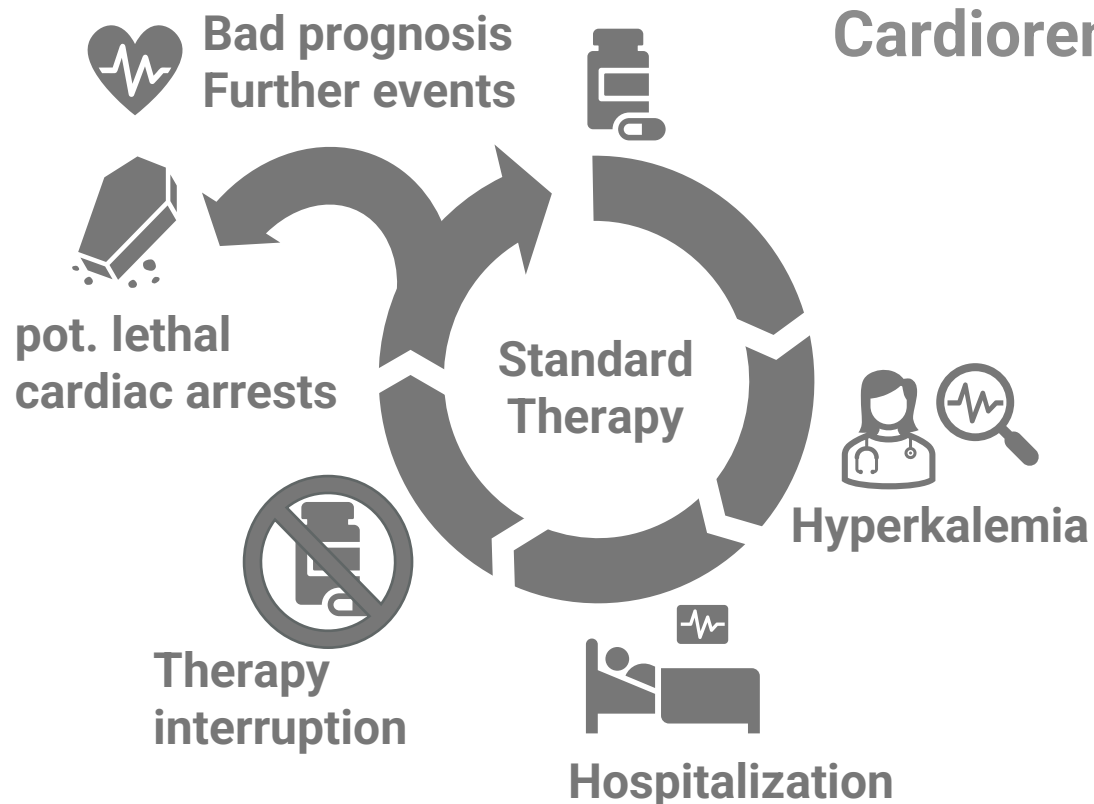 Bad prognosis
Further events
pot. lethal
cardiac arrests
Standard
Therapy
Hyperkalemia
Therapy
interruption
Hospitalization